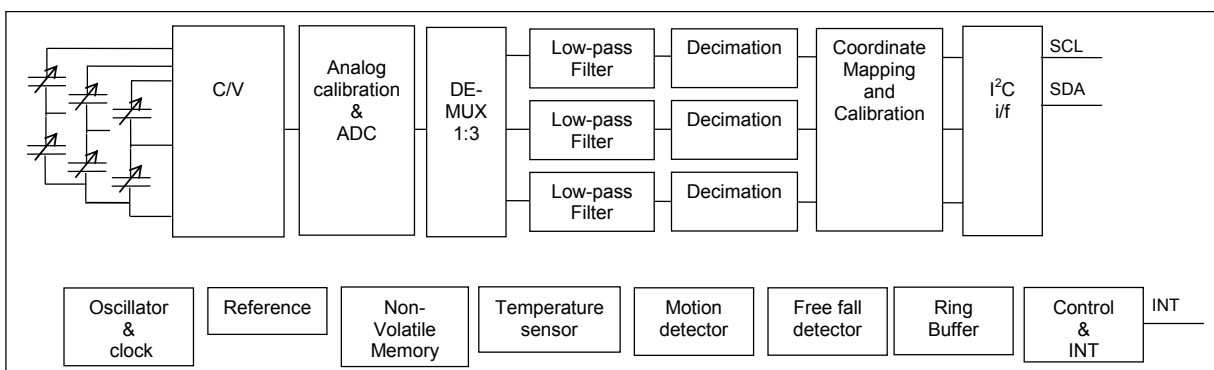 C/V
Analog
calibration
&
ADC
DE-
MUX
1:3
Low-pass
Filter
Decimation
Low-pass
Filter
Decimation
Low-pass
Filter
Decimation
Coordinate
Mapping
and
Calibration
I²C
i/f
SCL
SDA
Oscillator
&
clock
Reference
Non-
Volatile
Memory
Temperature
sensor
Motion
detector
Free fall
detector
Ring
Buffer
Control
&
INT
INT